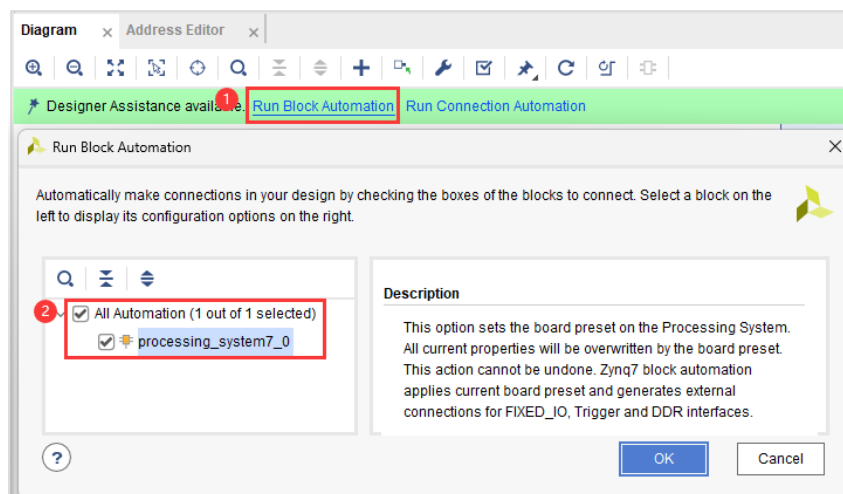 Diagram × Address Editor ×
Designer Assistance available. Run Block Automation Run Connection Automation
1
Run Block Automation
Automatically make connections in your design by checking the boxes of the blocks to connect. Select a block on the
left to display its configuration options on the right.
2
All Automation (1 out of 1 selected)
processing_system7_0
Description
This option sets the board preset on the Processing System.
All current properties will be overwritten by the board preset.
This action cannot be undone. Zynq7 block automation
applies current board preset and generates external
connections for FIXED_IO, Trigger and DDR interfaces.
?
OK Cancel